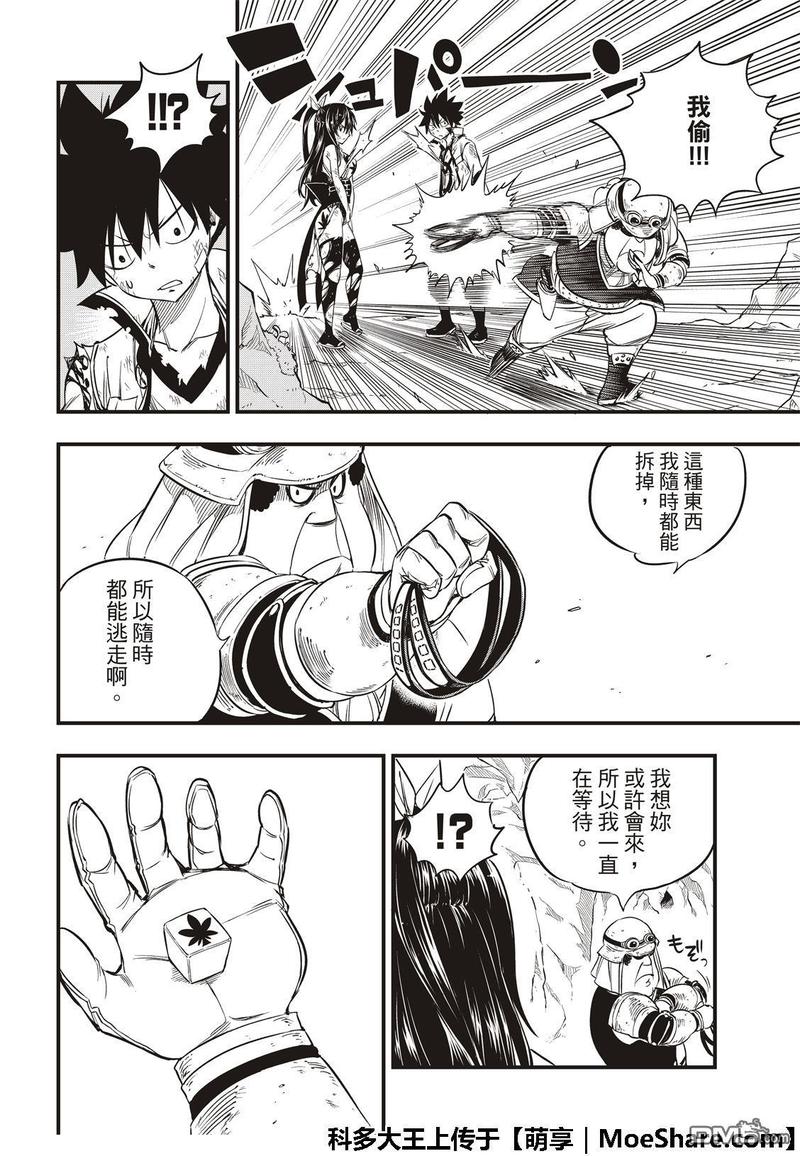 我偷!!!
ニュパーン
!!?
這種東西
我隨時都能
拆掉，
所以隨時
都能逃走啊。
我想妳
或許會來，
所以我一直
在等待。
!?
もぞっ
科多大王上传于【萌享｜MoeShare.com】